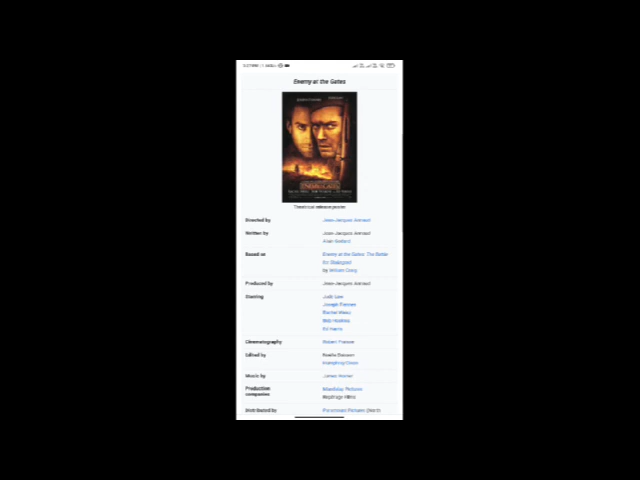 Enemy at the Gates
Theatrical release poster
Directed by
Jean-Jacques Annaud
Written by
Jean-Jacques Annaud
Alain Godard
Based on
Enemy at the Gates: The Battle
for Stalingrad
by William Craig
Produced by
Jean-Jacques Annaud
Starring
Jude Law
Joseph Fiennes
Rachel Weisz
Bob Hoskins
Ed Harris
Cinematography
Robert Fraisse
Edited by
Noëlle Boisson
Humphrey Dixon
Music by
James Horner
Production
companies
Mandalay Pictures
Repérage Films
Distributed by
Paramount Pictures (North